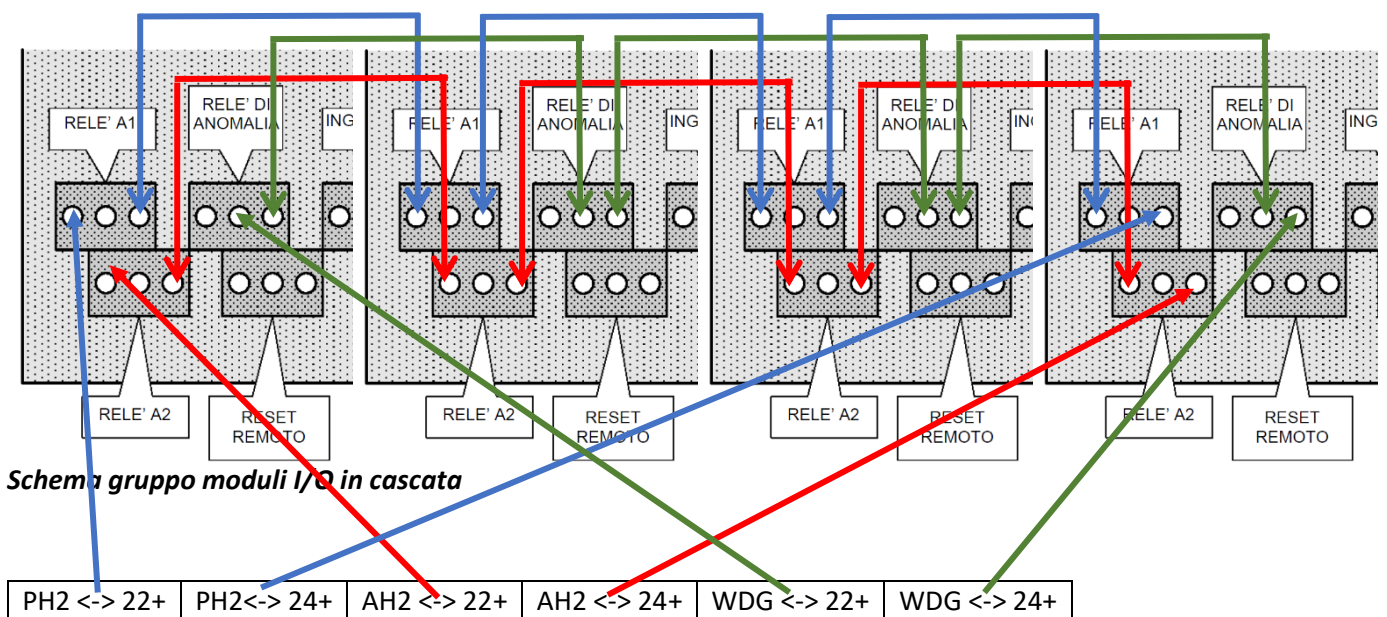 RELE' A1
RELE' DI
ANOMALIA
ING
RELE' A1
RELE' DI
ANOMALIA
ING
RELE' A1
RELE' DI
ANOMALIA
ING
RELE' A1
RELE' DI
ANOMALIA
ING
RELE' A2
RESET
REMOTO
RELE' A2
RESET
REMOTO
RELE' A2
RESET
REMOTO
RELE' A2
RESET
REMOTO
Schema gruppo moduli I/O in cascata
PH2 <-> 22+
PH2<-> 24+
AH2 <-> 22+
AH2 <-> 24+
WDG <-> 22+
WDG <-> 24+